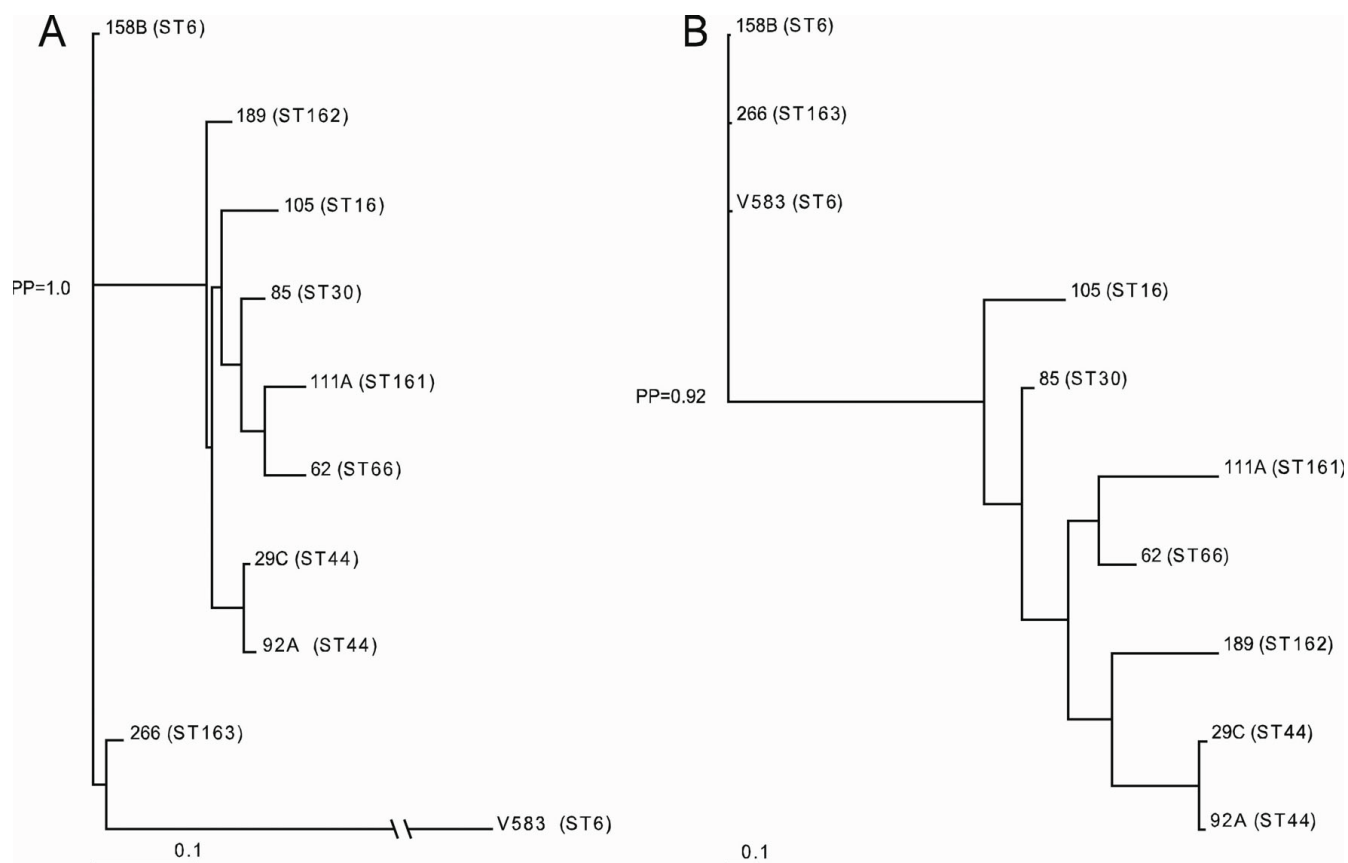 A
158B (ST6)
189 (ST162)
105 (ST16)
PP=1.0
85 (ST30)
111A (ST161)
62 (ST66)
29C (ST44)
92A (ST44)
266 (ST163)
V583 (ST6)
0.1
B
158B (ST6)
266 (ST163)
V583 (ST6)
105 (ST16)
85 (ST30)
PP=0.92
111A (ST161)
62 (ST66)
189 (ST162)
29C (ST44)
92A (ST44)
0.1